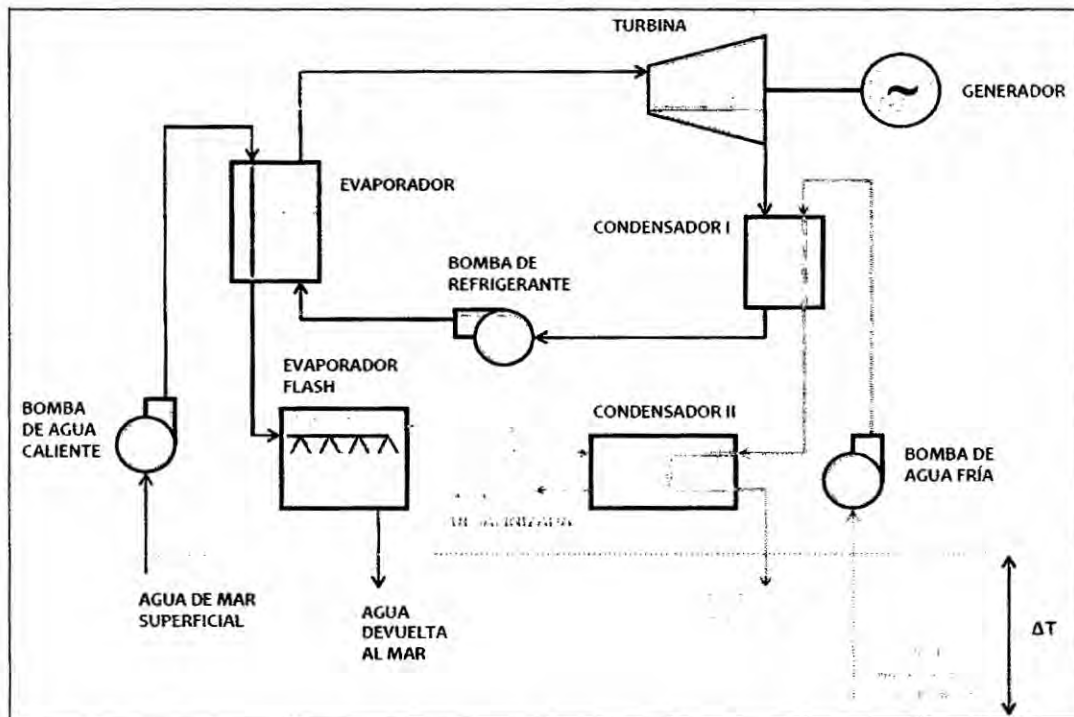 TURBINA
GENERADOR
EVAPORADOR
CONDENSADOR I
BOMBA DE
REFRIGERANTE
EVAPORADOR
FLASH
CONDENSADOR II
BOMBA
DE AGUA
CALIENTE
BOMBA DE
AGUA FRÍA
AGUA DE MAR
SUPERFICIAL
AGUA
DEVUELTA
AL MAR
ΔT